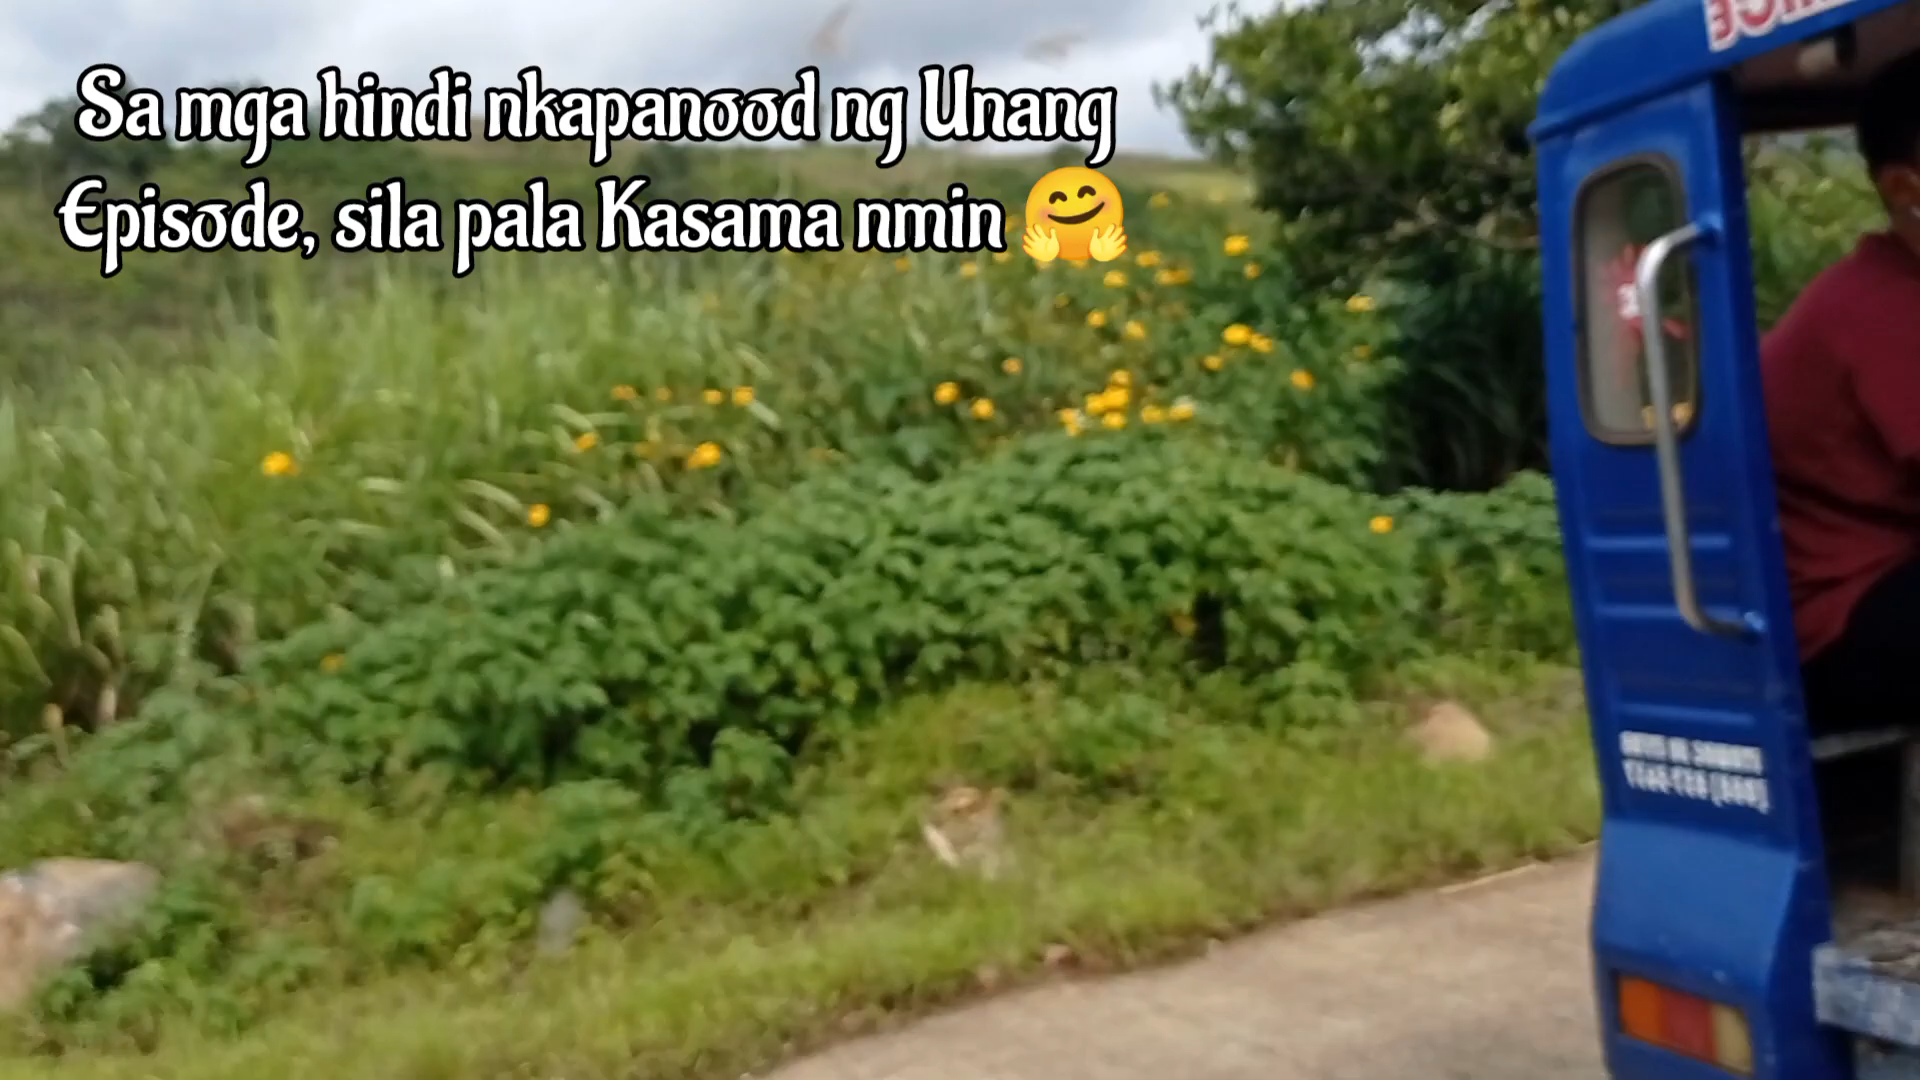 Sa mga hindi nkapanood ng Unang
Episode, sila pala Kasama nmin 🤗